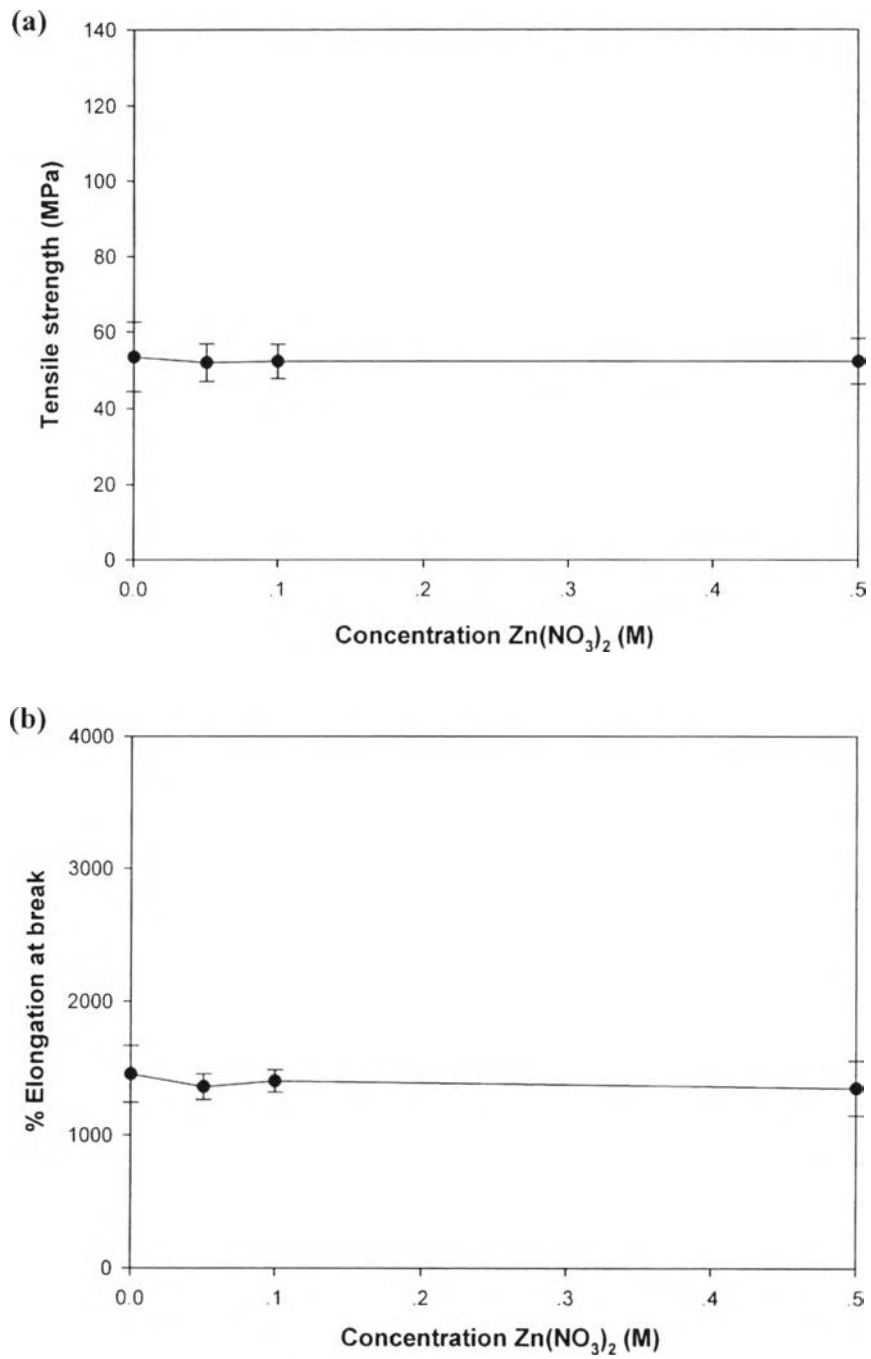 (a)
140
120
100
80
60
40
20
0
Tensile strength (MPa)
0.0 .1 .2 .3 .4 .5
Concentration Zn(NO3)2 (M)
(b)
4000
3000
2000
1000
0
% Elongation at break
0.0 .1 .2 .3 .4 .5
Concentration Zn(NO3)2 (M)